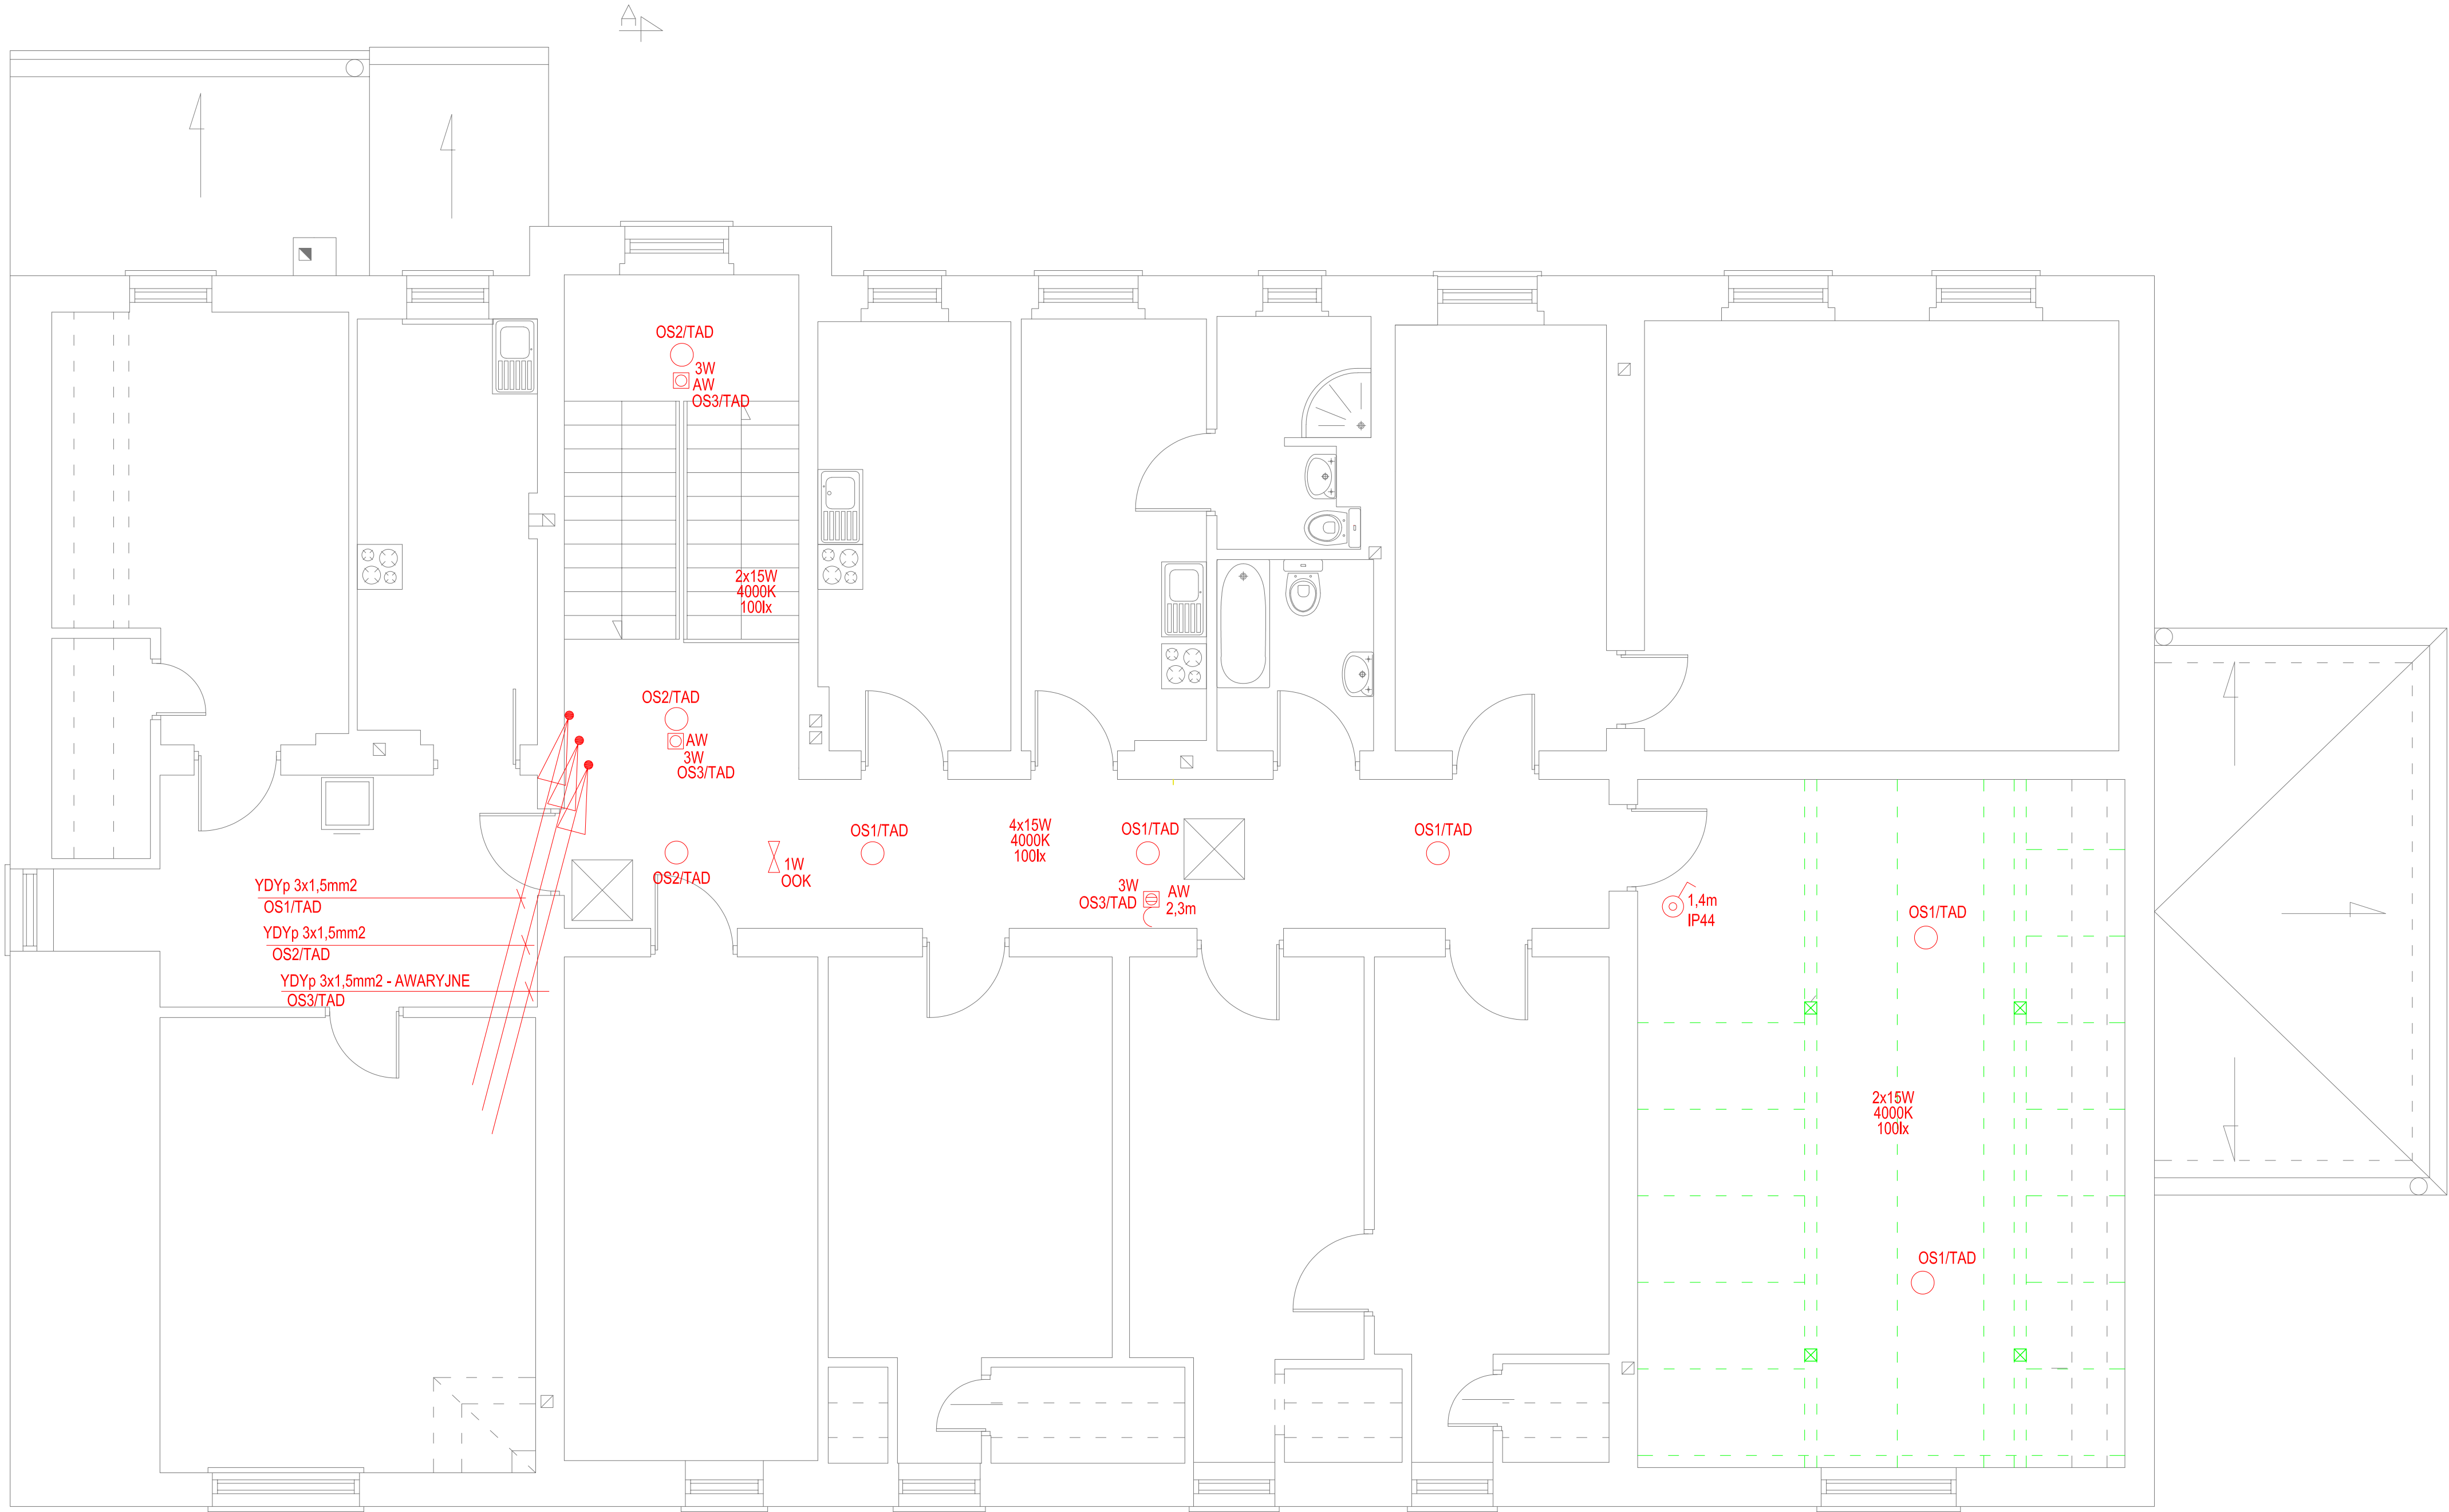 A
OS2/TAD
3W
AW
OS3/TAD
2x15W
4000K
100lx
OS2/TAD
AW
3W
OS3/TAD
OS1/TAD
4x15W
4000K
100lx
OS1/TAD
OS1/TAD
1W
OOK
OS2/TAD
3W
OS3/TAD
AW
2,3m
1,4m
IP44
OS1/TAD
YDYp 3x1,5mm2
OS1/TAD
YDYp 3x1,5mm2
OS2/TAD
YDYp 3x1,5mm2 - AWARYJNE
OS3/TAD
2x15W
4000K
100lx
OS1/TAD